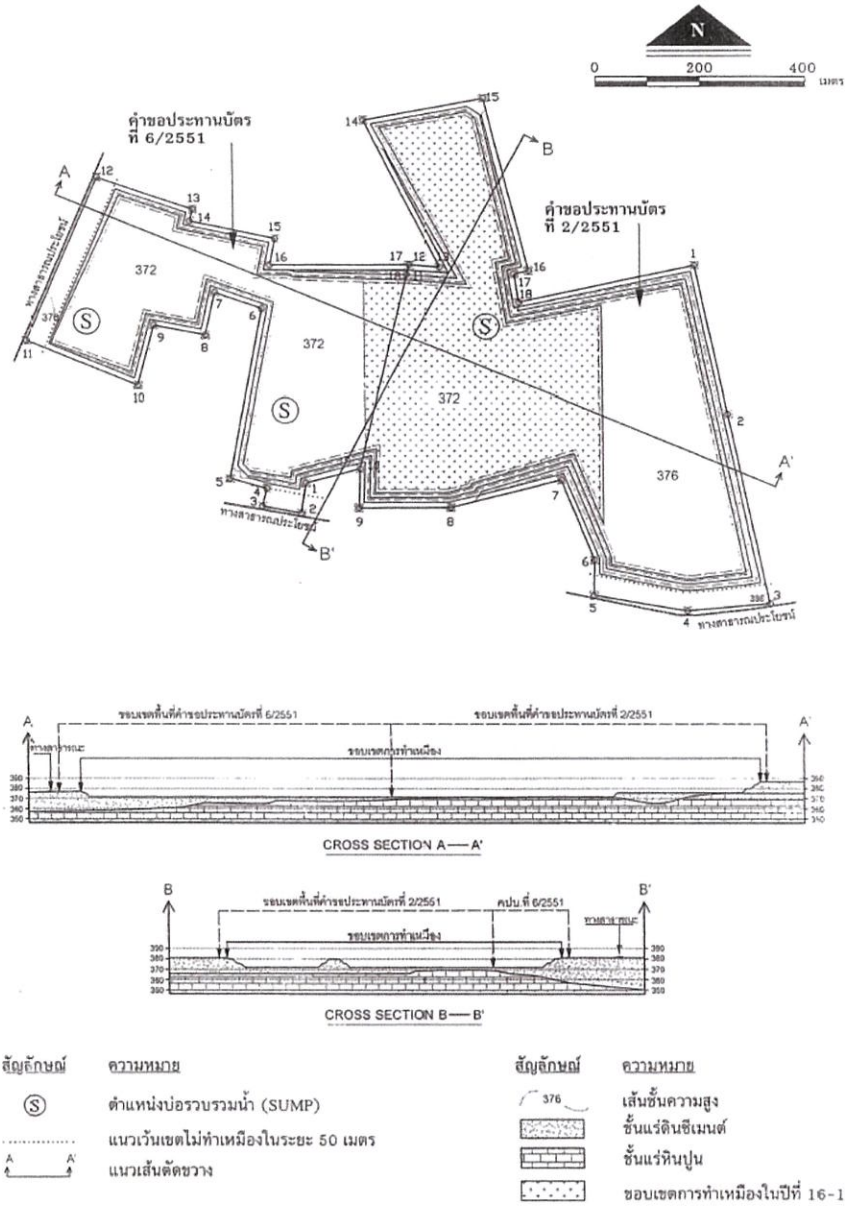 N
0 200 400 เมตร
คำขอประทานบัตร
ที่ 6/2551
คำขอประทานบัตร
ที่ 2/2551
A
B
A'
B'
12
13
14
15
16
17
12
13
14
15
16
17
18
1
2
3
4
5
6
7
8
9
11
10
9
8
7
6
5
4
3
2
1
372
372
372
376
S
S
S
ทางสาธารณประโยชน์
ทางสาธารณประโยชน์
ทางสาธารณประโยชน์
A
A'
ขอบเขตพื้นที่คำขอประทานบัตรที่ 6/2551
ขอบเขตพื้นที่คำขอประทานบัตรที่ 2/2551
ทางสาธารณะ
ขอบเขตการทำเหมือง
390
380
370
360
350
CROSS SECTION A — A'
B
B'
ขอบเขตพื้นที่คำขอประทานบัตรที่ 2/2551
คปบ.ที่ 6/2551
ทางสาธารณะ
ขอบเขตการทำเหมือง
390
380
370
360
350
390
380
370
360
350
CROSS SECTION B — B'
สัญลักษณ์ ความหมาย
S ตำแหน่งบ่อรวบรวมน้ำ (SUMP)
แนวเว้นเขตไม่ทำเหมืองในระยะ 50 เมตร
A A' แนวเส้นตัดขวาง
สัญลักษณ์ ความหมาย
376 เส้นชั้นความสูง
ชั้นแร่ดินซีเมนต์
ชั้นแร่หินปูน
ขอบเขตการทำเหมืองในปีที่ 16-1